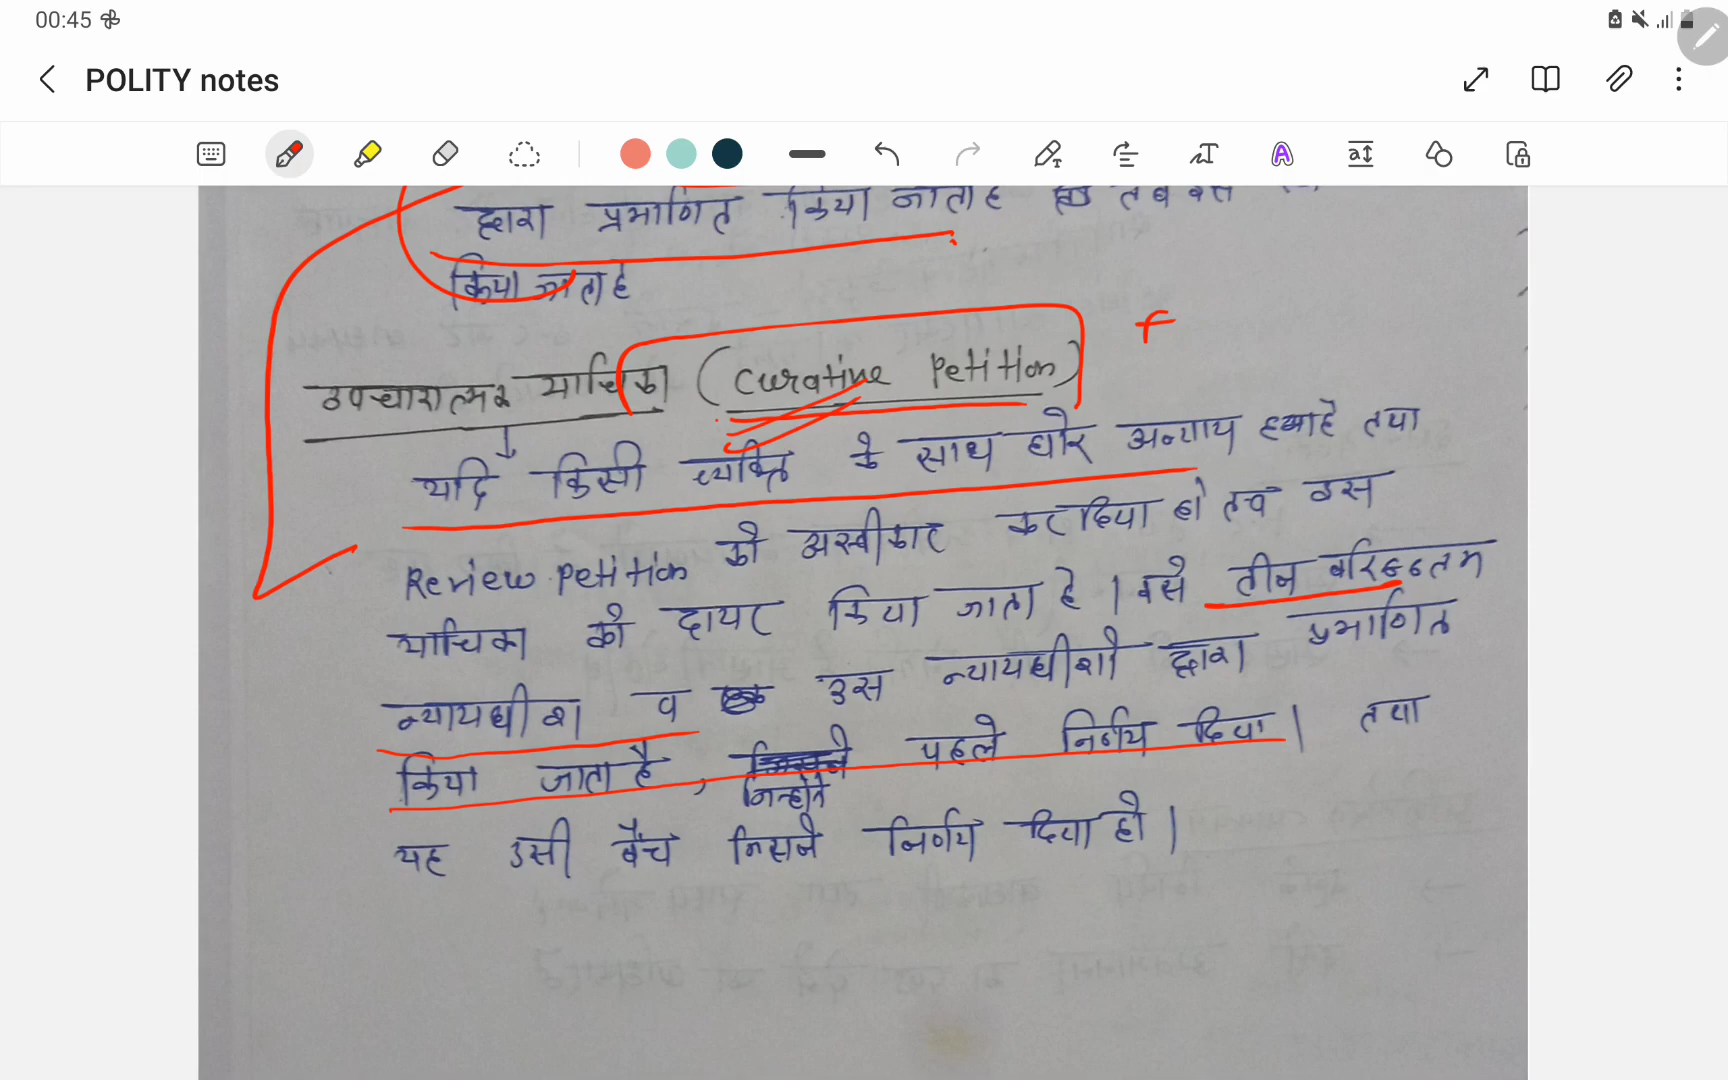 00:45
POLITY notes
द्वारा प्रमाणित किया जाता है तब
किया जाता है
उपचारात्मक याचिका (Curative Petition)
यदि किसी व्यक्ति के साथ घोर अन्याय हुआ है तथा
Review Petition को अस्वीकार कर दिया हो तब उस
याचिका को दायर किया जाता है। इसे तीन वरिष्ठतम
न्यायधीश व उस न्यायधीशों द्वारा प्रमाणित
किया जाता है, जिन्होंने पहले निर्णय दिया। तथा
यह उसी बैंच जिसने निर्णय दिया हो।